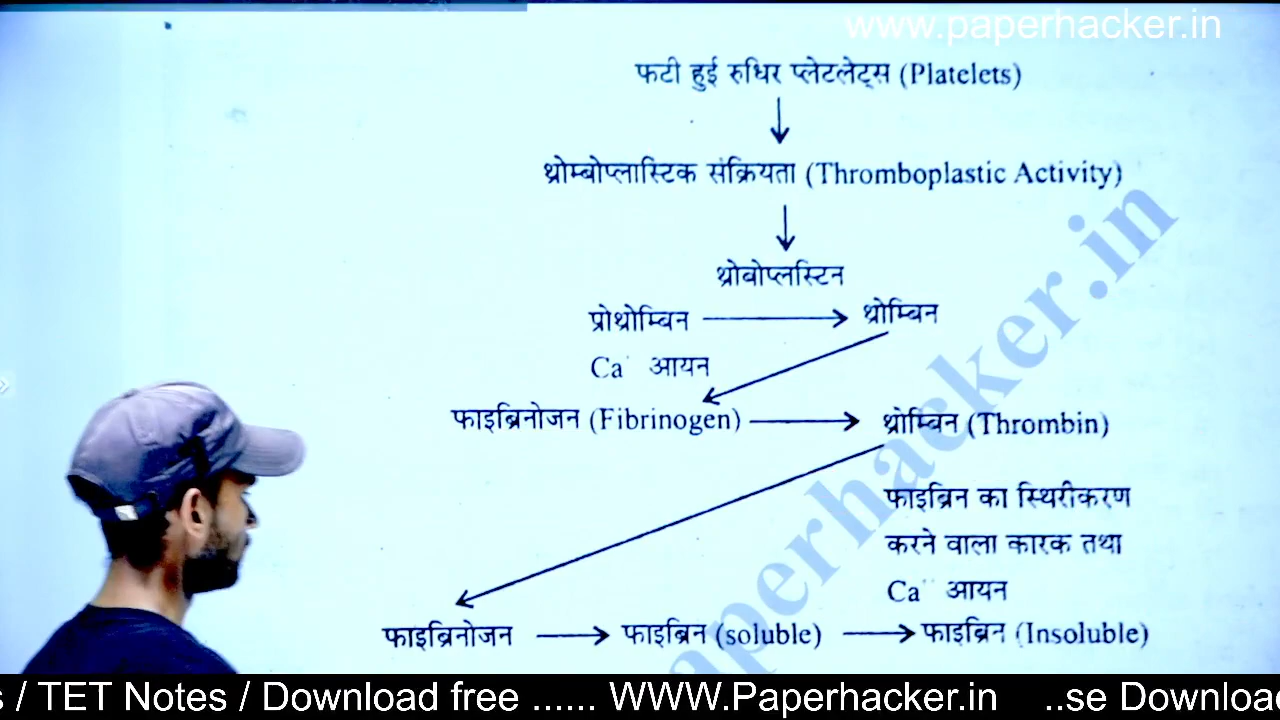 www.paperhacker.in
फटी हुई रुधिर प्लेटलेट्स (Platelets)
थ्रोम्बोप्लास्टिक संक्रियता (Thromboplastic Activity)
थ्रोबोप्लस्टिन
प्रोथ्रोम्बिन थ्रोम्बिन
Ca आयन
फाइब्रिनोजन (Fibrinogen) थ्रोम्बिन (Thrombin)
फाइब्रिन का स्थिरीकरण
करने वाला कारक तथा
Ca⁺⁺ आयन
फाइब्रिनोजन फाइब्रिन (soluble) फाइब्रिन (Insoluble)
paperhacker.in
s / TET Notes / Download free ...... WWW.Paperhacker.in ..se Downloa